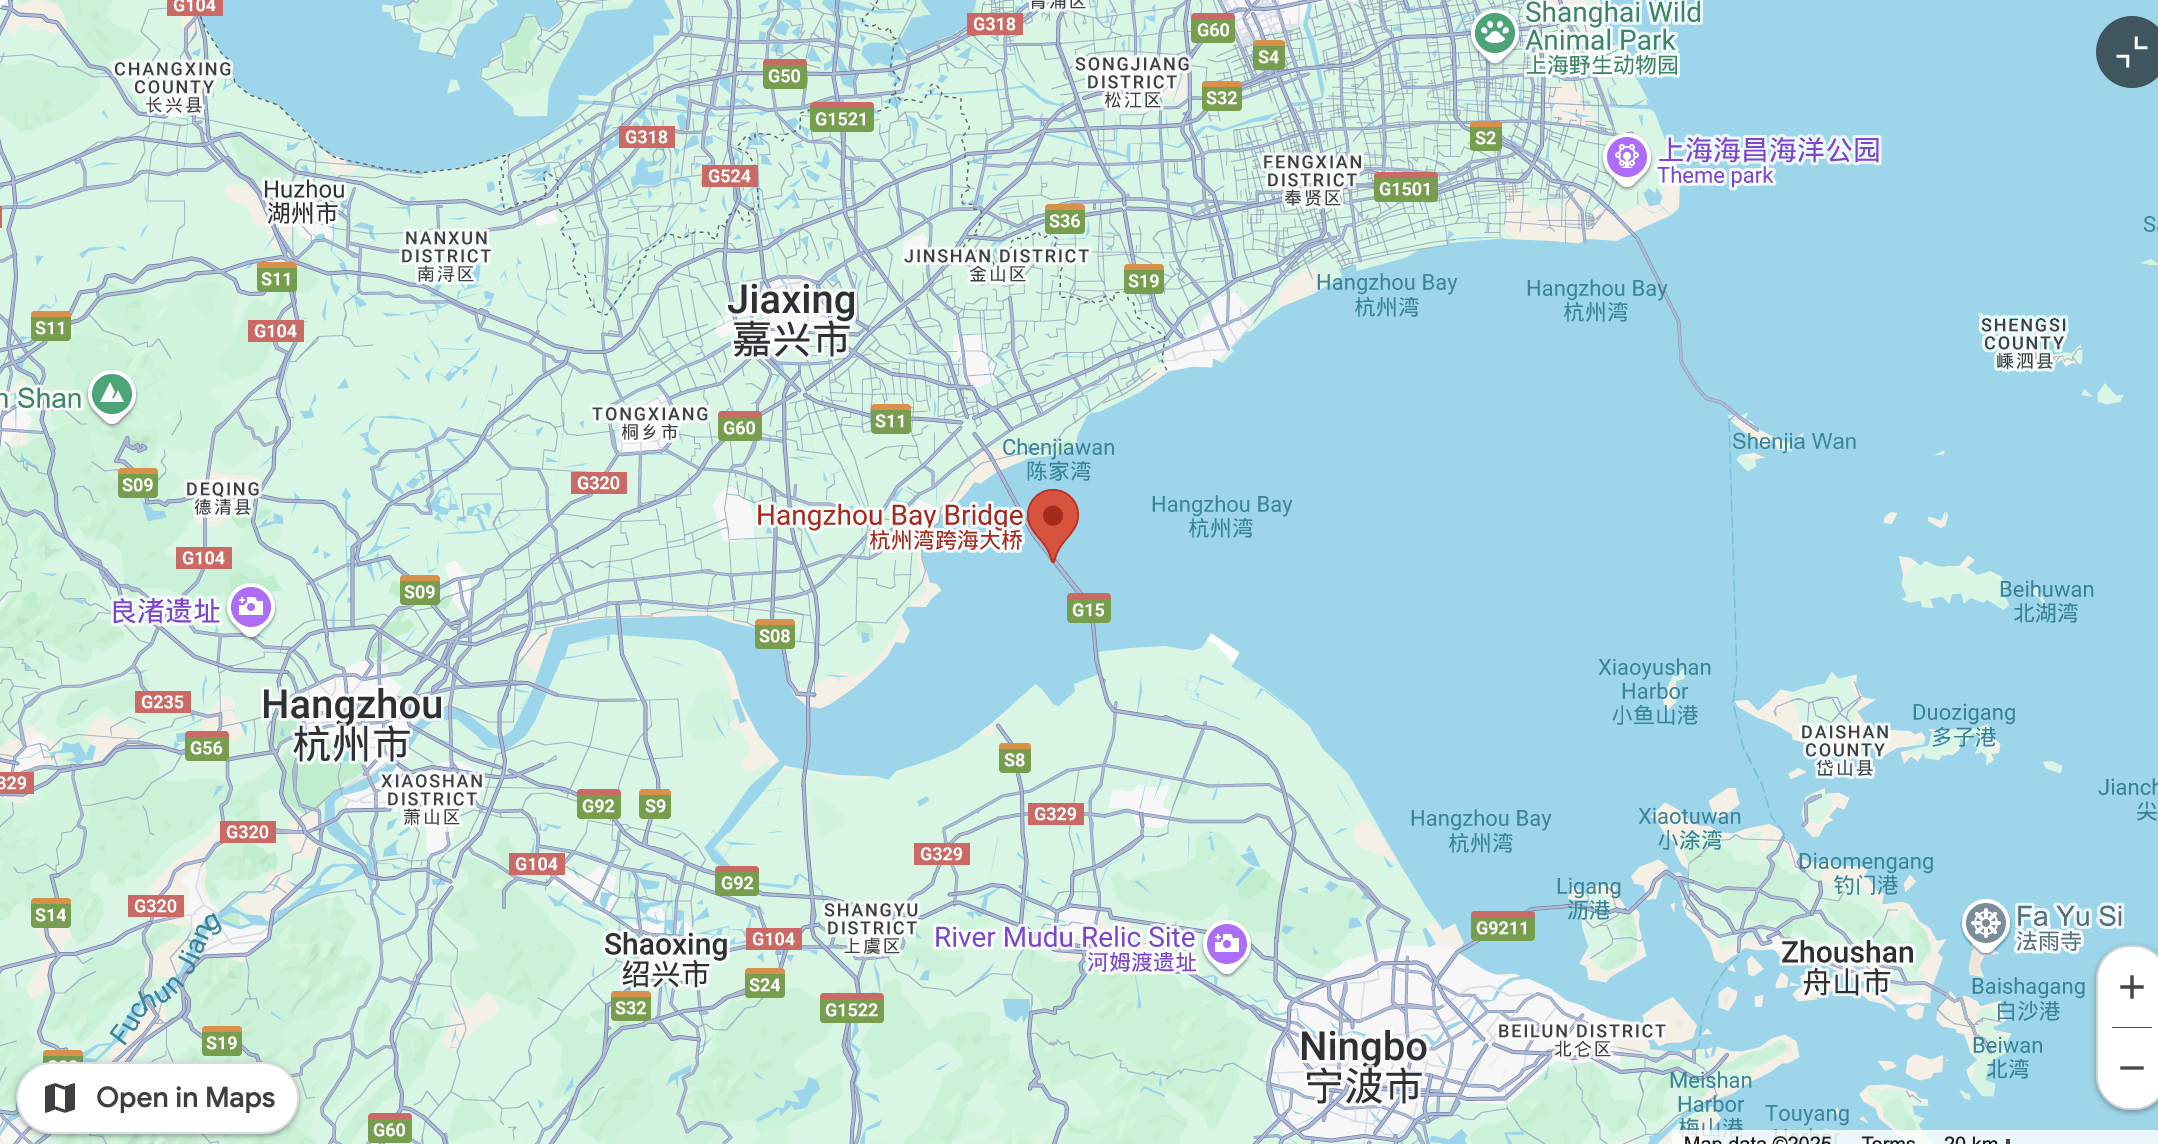 G104
G318
青浦区
G60
Shanghai Wild
Animal Park
上海野生动物园
S4
CHANGXING
COUNTY
长兴县
G50
SONGJIANG
DISTRICT
松江区
S32
G1521
G318
S2
上海海昌海洋公园
Theme park
G524
FENGXIAN
DISTRICT
奉贤区
G1501
Huzhou
湖州市
S36
NANXUN
DISTRICT
南浔区
JINSHAN DISTRICT
金山区
S11
S19
Hangzhou Bay
杭州湾
Hangzhou Bay
杭州湾
Jiaxing
嘉兴市
S11
G104
SHENGSI
COUNTY
嵊泗县
Shan
TONGXIANG
桐乡市
G60
S11
Chenjiawan
陈家湾
Shenjia Wan
S09
DEQING
德清县
G320
Hangzhou Bay Bridge
杭州湾跨海大桥
Hangzhou Bay
杭州湾
G104
S09
良渚遗址
G15
Beihuwan
北湖湾
S08
Xiaoyushan
Harbor
小鱼山港
G235
Hangzhou
杭州市
G56
Duozigang
多子港
DAISHAN
COUNTY
岱山县
S8
329
XIAOSHAN
DISTRICT
萧山区
G92
S9
G329
Hangzhou Bay
杭州湾
Xiaotuwan
小涂湾
G320
G104
G329
Diaomengang
钓门港
G92
Ligang
沥港
S14
G320
SHANGYU
DISTRICT
上虞区
G9211
Fa Yu Si
法雨寺
Fuchun Jiang
Shaoxing
绍兴市
G104
River Mudu Relic Site
河姆渡遗址
Zhoushan
舟山市
S24
S32
G1522
Baishagang
白沙港
S19
Ningbo
宁波市
BEILUN DISTRICT
北仑区
Beiwan
北湾
Meishan
Harbor
梅山港
Touyang
Open in Maps
G60
Map data ©2025
Terms
20 km